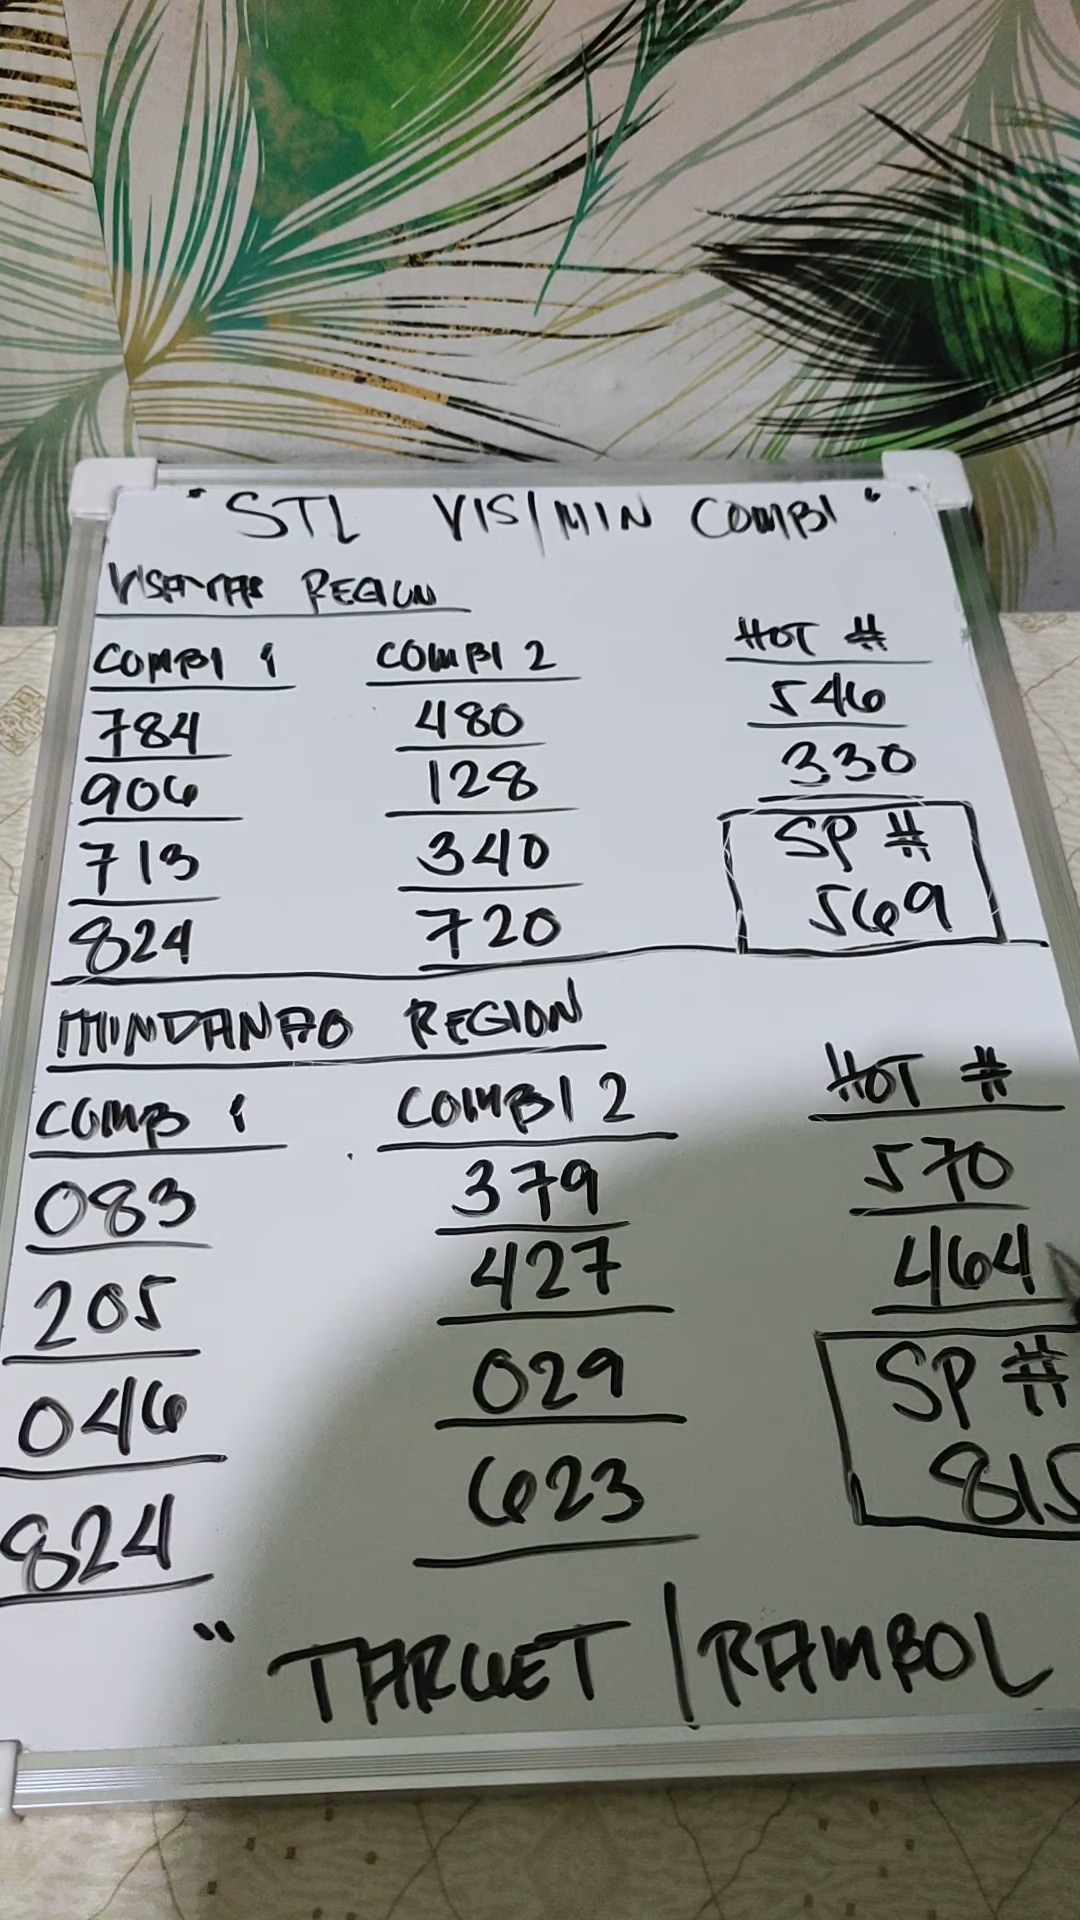 "STL VIS/MIN COMBI"
VISAYAS REGION
COMBI 1 COMBI 2 HOT #
784 480 546
906 128 330
713 340 SP #
824 720 569
MINDANAO REGION
COMB 1 COMBI 2 HOT #
083 379 570
205 427 464
046 029 SP #
824 623 815
" TARGET / RAMBOL